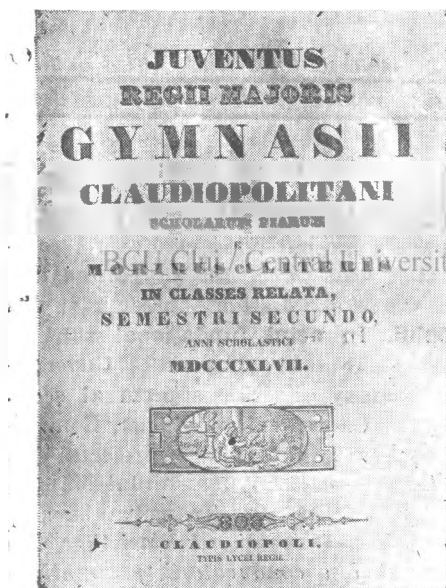 JUVENTUS
REGII MAJORIS
GYMNASII
CLAUDIOPOLITANI
SCHOLARUM PIARUM
E
MORIBUS et LITERIS
IN CLASSES RELATA,
SEMESTRI SECUNDO,
ANNI SCHOLASTICI
MDCCCXLVII.
CLAUDIOPOLI,
TYPIS LYCEI REGII.
BCU Cluj / Central Universit